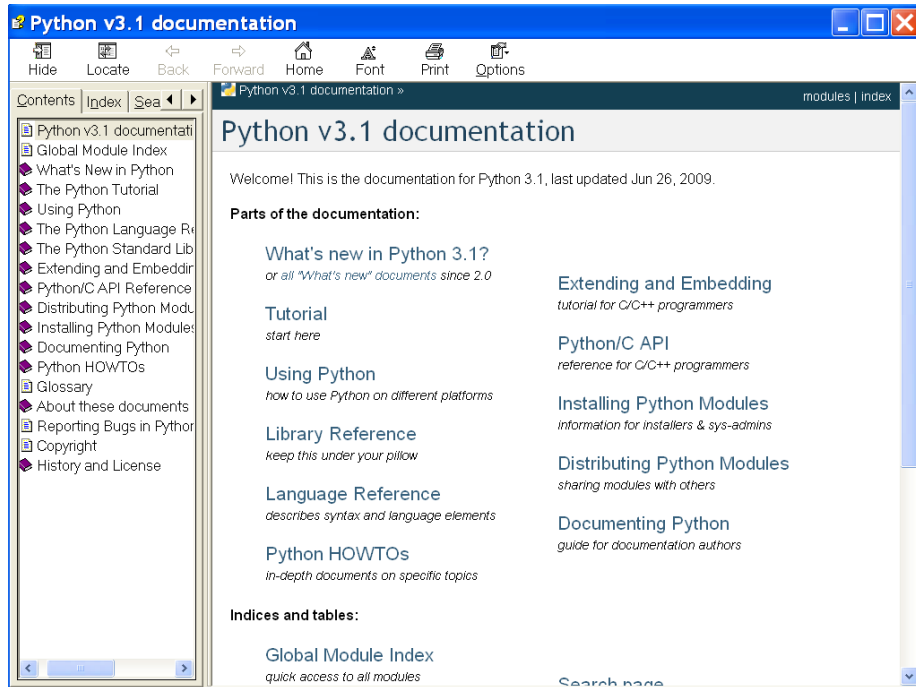 Python v3.1 documentation
Hide Locate Back Forward Home Font Print Options
Contents Index Sea
Python v3.1 documentati
Global Module Index
What's New in Python
The Python Tutorial
Using Python
The Python Language Re
The Python Standard Lib
Extending and Embeddin
Python/C API Reference
Distributing Python Modu
Installing Python Modules
Documenting Python
Python HOWTOs
Glossary
About these documents
Reporting Bugs in Python
Copyright
History and License
Python v3.1 documentation »
modules | index
Python v3.1 documentation
Welcome! This is the documentation for Python 3.1, last updated Jun 26, 2009.
Parts of the documentation:
What's new in Python 3.1?
or all "What's new" documents since 2.0
Tutorial
start here
Using Python
how to use Python on different platforms
Library Reference
keep this under your pillow
Language Reference
describes syntax and language elements
Python HOWTOs
in-depth documents on specific topics
Extending and Embedding
tutorial for C/C++ programmers
Python/C API
reference for C/C++ programmers
Installing Python Modules
information for installers & sys-admins
Distributing Python Modules
sharing modules with others
Documenting Python
guide for documentation authors
Indices and tables:
Global Module Index
quick access to all modules
Search page